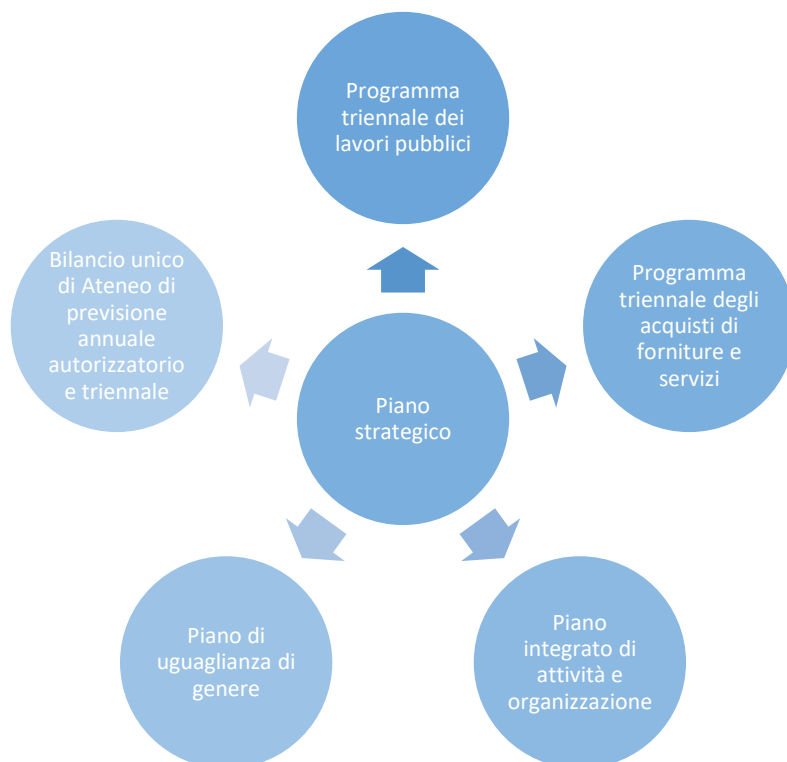 Programma
triennale dei
lavori pubblici
Bilancio unico
di Ateneo di
previsione
annuale
autorizzatorio
e triennale
Programma
triennale degli
acquisti di
forniture e
servizi
Piano
strategico
Piano di
uguaglianza di
genere
Piano
integrato di
attività e
organizzazione